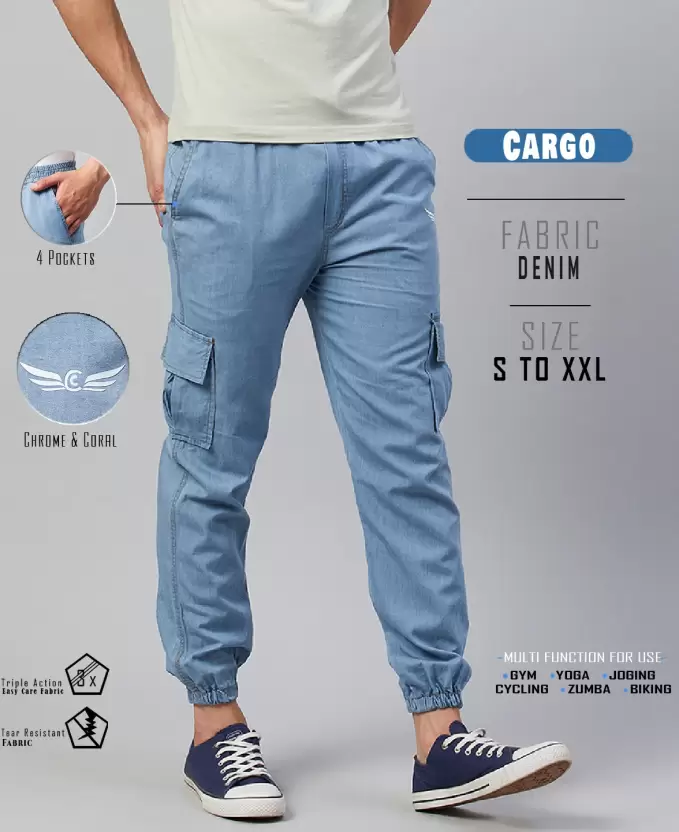 CARGO
FABRIC
DENIM
SIZE
S TO XXL
4 POCKETS
CHROME & CORAL
Triple Action
Easy Care Fabric
3 X
Tear Resistant
FABRIC
MULTI FUNCTION FOR USE
•GYM •YOGA •JOGING
CYCLING •ZUMBA •BIKING